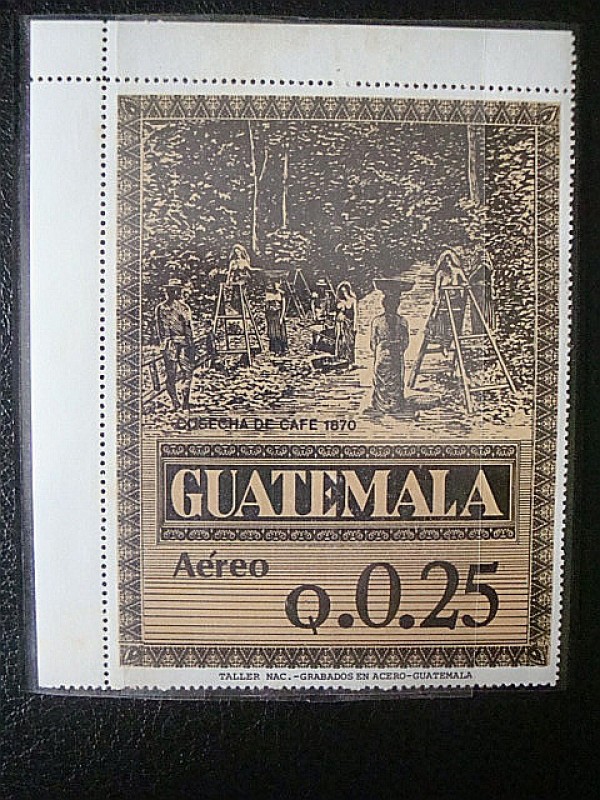 COSECHA DE CAFE 1870
GUATEMALA
Aéreo
Q.0.25
TALLER NAC.-GRABADOS EN ACERO-GUATEMALA